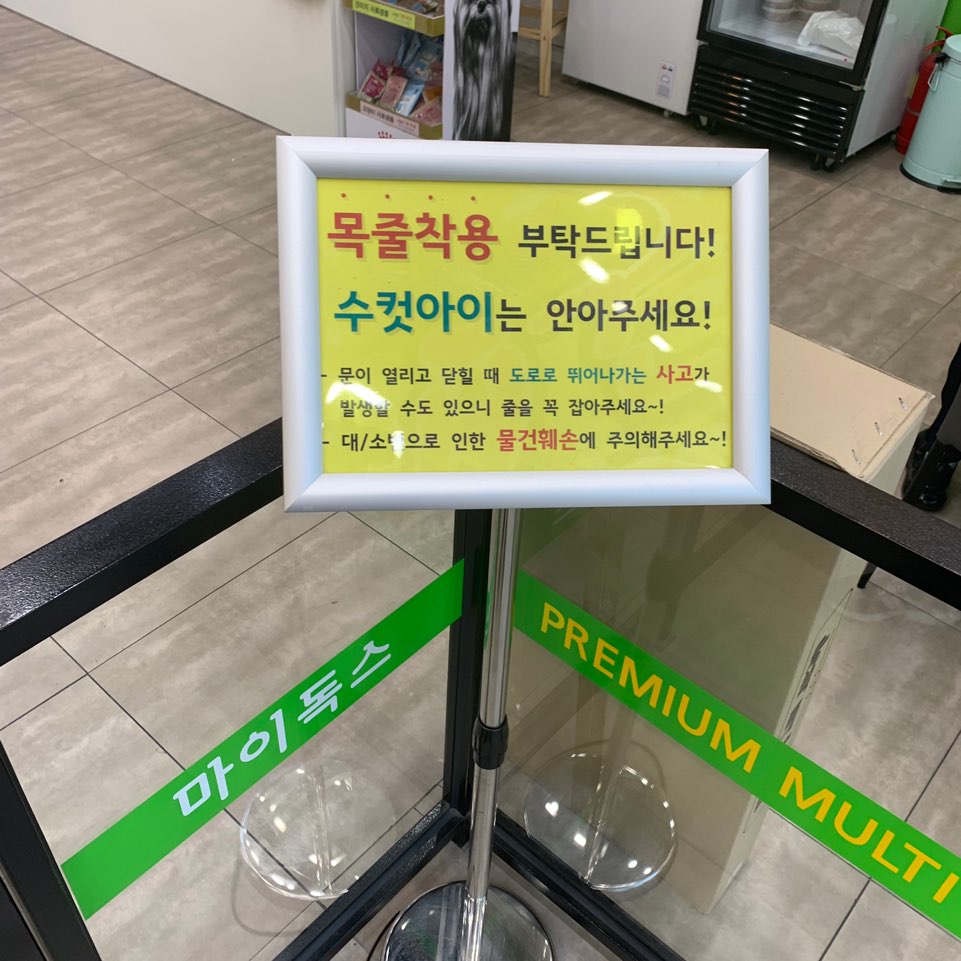 목줄착용 부탁드립니다!
수컷아이는 안아주세요!
- 문이 열리고 닫힐 때 도로로 뛰어나가는 사고가
발생할 수도 있으니 줄을 꼭 잡아주세요~!
- 대/소변으로 인한 물건훼손에 주의해주세요~!
마이독스
PREMIUM MULTI